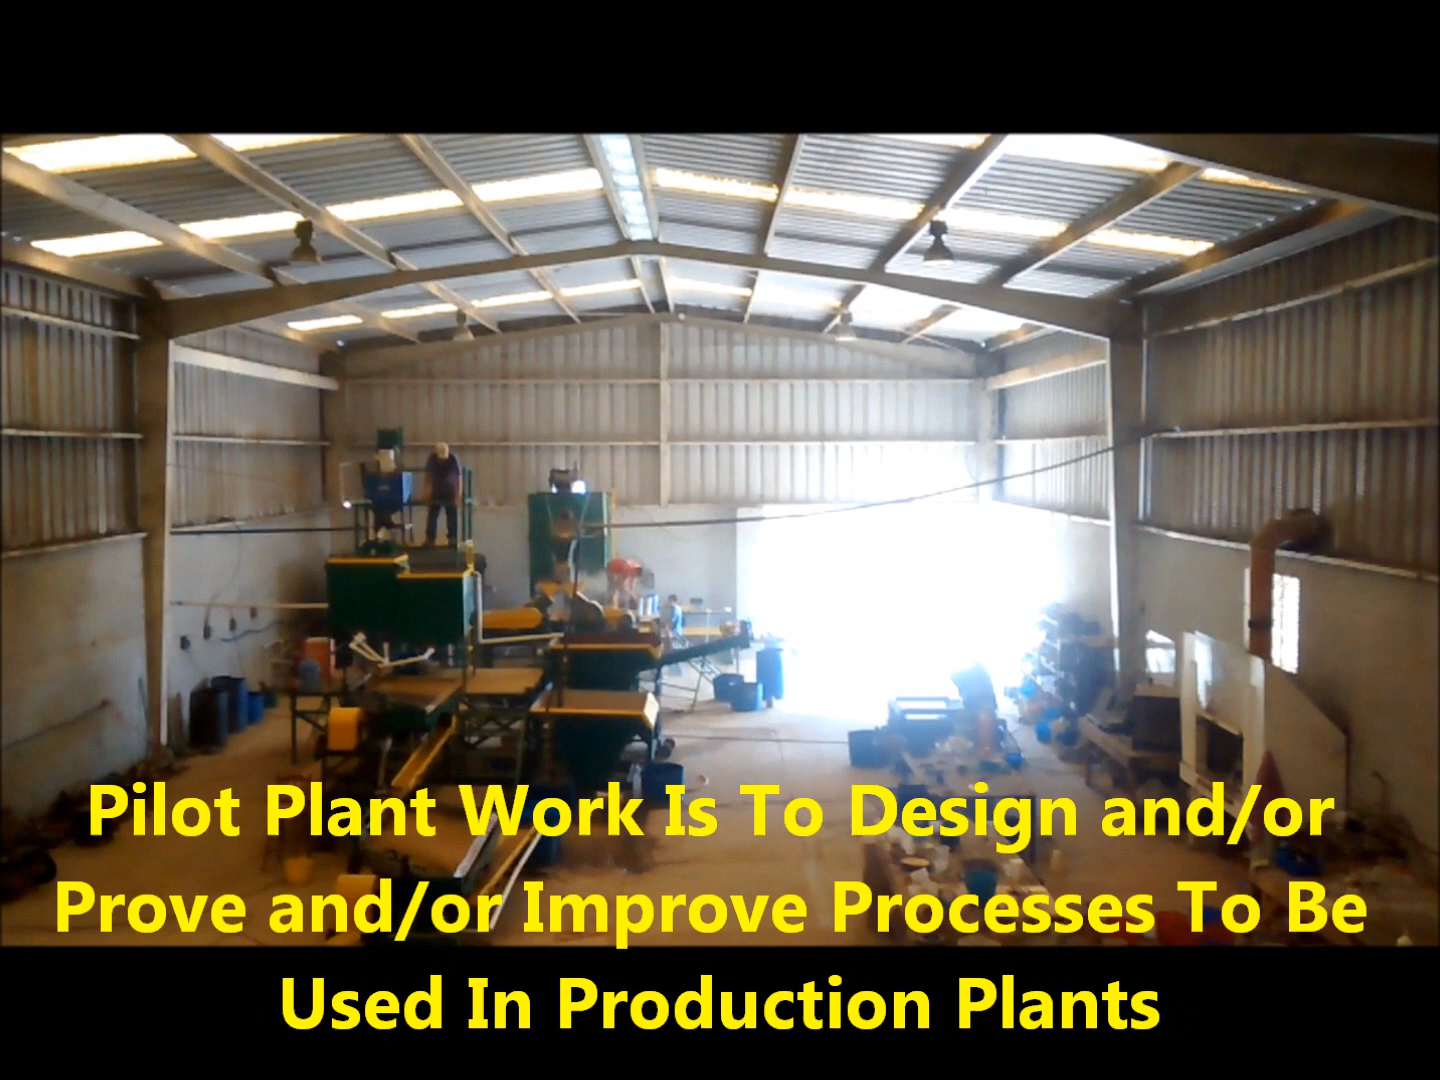 Pilot Plant Work Is To Design and/or
Prove and/or Improve Processes To Be
Used In Production Plants